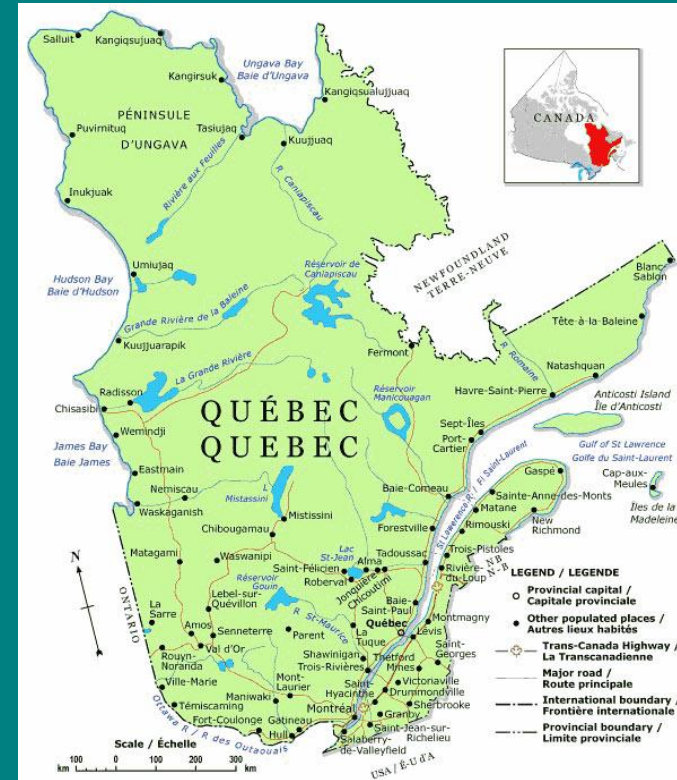 Salluit
Kangiqsujuaq
Ungava Bay
Baie d'Ungava
Kangirsuk
Kangiqsualujjuaq
PÉNINSULE
D'UNGAVA
Puvirnituq
Tasiujaq
Kuujjuaq
CANADA
Rivière aux Feuilles
R Caniapiscau
Inukjuak
Umiujaq
Hudson Bay
Baie d'Hudson
Réservoir de
Caniapiscau
NEWFOUNDLAND
TERRE-NEUVE
Blanc-
Sablon
Grande Rivière de la Baleine
Tête-à-la-Baleine
Kuujjuarapik
Fermont
R Romaine
Natashquan
La Grande Rivière
Radisson
Chisasibi
Réservoir
Manicouagan
Havre-Saint-Pierre
Anticosti Island
Île d'Anticosti
QUÉBEC
QUEBEC
Wemindji
Sept-Îles
Port-
Cartier
James Bay
Baie James
Gulf of St Lawrence
Golfe du Saint-Laurent
Eastmain
Gaspé
Cap-aux-
Meules
Nemiscau
L
Mistassini
Baie-Comeau
St Lawrence R / Fl Saint-Laurent
Sainte-Anne-des-Monts
Waskaganish
Mistissini
Matane
Îles de la
Madeleine
Chibougamau
Forestville
Rimouski
New
Richmond
Matagami
Waswanipi
Lac
St-Jean
Alma
Tadoussac
Trois-Pistoles
Saint-Félicien
Roberval
Jonquière
Chicoutimi
Rivière-
du-Loup
NB
N-B
N
ONTARIO
Réservoir
Gouin
Lebel-sur-
Quévillon
Baie-
Saint-Paul
La
Sarre
R St-Maurice
Montmagny
Amos
Senneterre
Parent
La
Tuque
Québec
Lévis
Rouyn-
Noranda
Val d'Or
Shawinigan
Trois-Rivières
Thetford
Mines
Saint-
Georges
Ville-Marie
Mont-
Laurier
Saint-
Hyacinthe
Victoriaville
Drummondville
Témiscaming
Maniwaki
Montréal
Sherbrooke
Granby
Ottawa R / R des Outaouais
Fort-Coulonge
Gatineau
Hull
Saint-Jean-sur-
Richelieu
Salaberry-
de-Valleyfield
USA / É-U d'A
LEGEND / LEGENDE
Provincial capital /
Capitale provinciale
Other populated places /
Autres lieux habités
Trans-Canada Highway /
La Transcanadienne
Major road /
Route principale
International boundary /
Frontière internationale
Provincial boundary /
Limite provinciale
Scale / Échelle
km 100 0 100 200 300 km